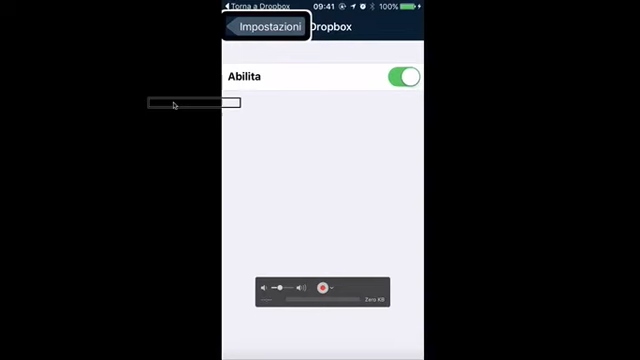 Torna a Dropbox 09:41 100%
Impostazioni Dropbox
Abilita
Zero KB